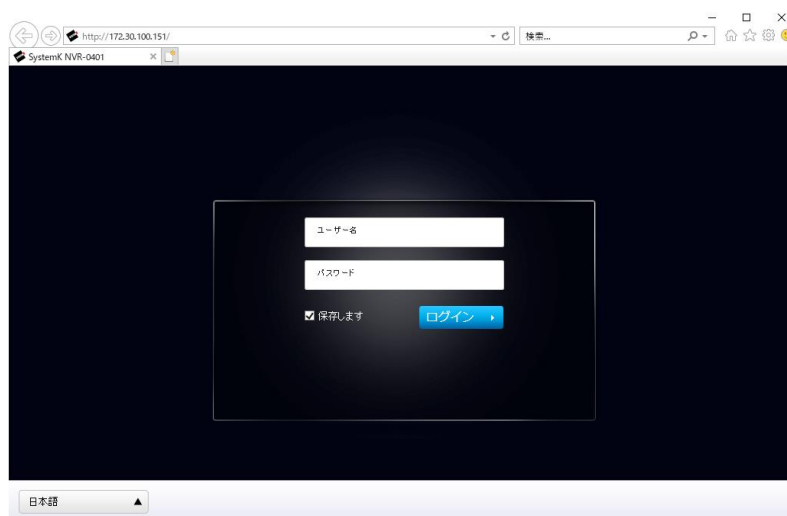 http://172.30.100.151/
検索...
SystemK NVR-0401
ユーザー名
パスワード
保存します
ログイン
日本語